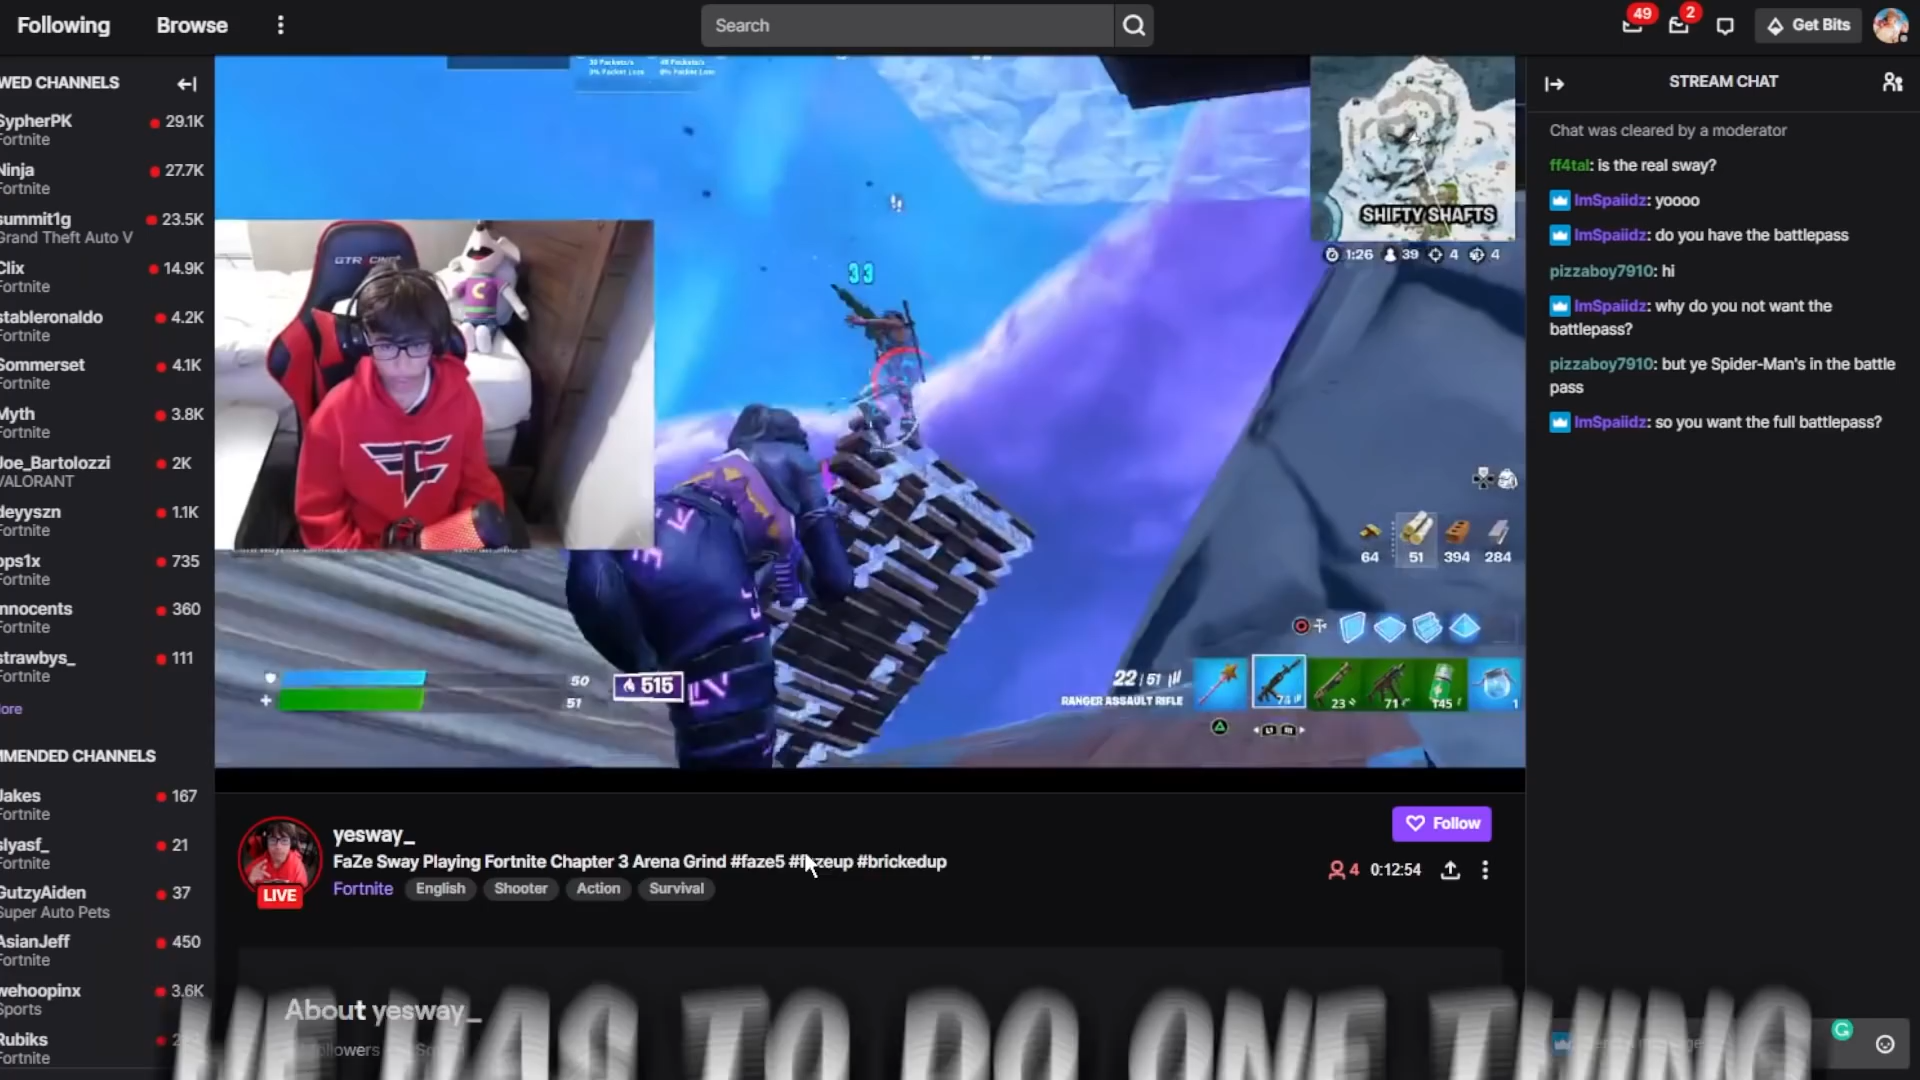 Following
Browse
Search
49
2
Get Bits
WED CHANNELS
SypherPK
29.1K
Fortnite
Ninja
27.7K
Fortnite
summit1g
23.5K
Grand Theft Auto V
Clix
14.9K
Fortnite
stableronaldo
4.2K
Fortnite
Sommerset
4.1K
Fortnite
Myth
3.8K
Fortnite
Joe_Bartolozzi
2K
VALORANT
deyyszn
1.1K
Fortnite
ops1x
735
Fortnite
nnocents
360
Fortnite
strawbys_
111
Fortnite
ore
MMENDED CHANNELS
Jakes
167
Fortnite
slyasf_
21
Fortnite
GutzyAiden
37
Super Auto Pets
AsianJeff
450
Fortnite
wehoopinx
3.6K
Sports
Rubiks
Fortnite
GTRACING
C
33
SHIFTY SHAFTS
1:26 39 4 4
64 51 394 284
50
51
515
22/51
RANGER ASSAULT RIFLE
23 71 145 1
yesway_
FaZe Sway Playing Fortnite Chapter 3 Arena Grind #faze5 #fazeup #brickedup
Fortnite English Shooter Action Survival
LIVE
Follow
4 0:12:54
About yesway_
followers
STREAM CHAT
Chat was cleared by a moderator
ff4tal: is the real sway?
ImSpaiidz: yoooo
ImSpaiidz: do you have the battlepass
pizzaboy7910: hi
ImSpaiidz: why do you not want the
battlepass?
pizzaboy7910: but ye Spider-Man's in the battle
pass
ImSpaiidz: so you want the full battlepass?
HE HAS TO DO ONE THING